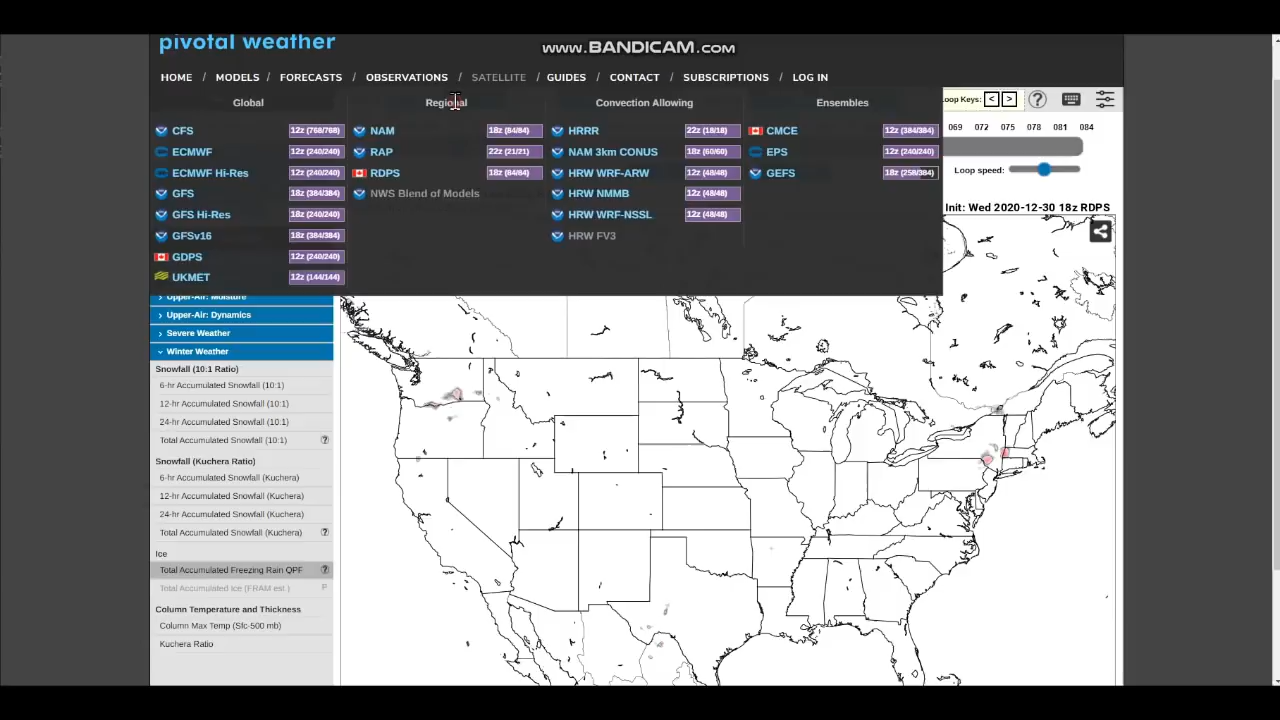 pivotal weather
www.BANDICAM.com
HOME / MODELS / FORECASTS / OBSERVATIONS / SATELLITE / GUIDES / CONTACT / SUBSCRIPTIONS / LOG IN
Global Regional Convection Allowing Ensembles
Loop Keys: < > ?
069 072 075 078 081 084
CFS 12z (768/768) NAM 18z (84/84) HRRR 22z (18/18) CMCE 12z (384/384)
ECMWF 12z (240/240) RAP 22z (21/21) NAM 3km CONUS 18z (60/60) EPS 12z (240/240)
ECMWF Hi-Res 12z (240/240) RDPS 18z (84/84) HRW WRF-ARW 12z (48/48) GEFS 18z (258/384)
Loop speed:
GFS 18z (384/384) NWS Blend of Models HRW NMMB 12z (48/48)
GFS Hi-Res 18z (240/240) HRW WRF-NSSL 12z (48/48)
Init: Wed 2020-12-30 18z RDPS
GFSv16 18z (384/384) HRW FV3
GDPS 12z (240/240)
UKMET 12z (144/144)
Upper-Air: Moisture
Upper-Air: Dynamics
Severe Weather
Winter Weather
Snowfall (10:1 Ratio)
6-hr Accumulated Snowfall (10:1)
12-hr Accumulated Snowfall (10:1)
24-hr Accumulated Snowfall (10:1)
Total Accumulated Snowfall (10:1) ?
Snowfall (Kuchera Ratio)
6-hr Accumulated Snowfall (Kuchera)
12-hr Accumulated Snowfall (Kuchera)
24-hr Accumulated Snowfall (Kuchera)
Total Accumulated Snowfall (Kuchera) ?
Ice
Total Accumulated Freezing Rain QPF ?
Total Accumulated Ice (FRAM est.) P
Column Temperature and Thickness
Column Max Temp (Sfc-500 mb)
Kuchera Ratio